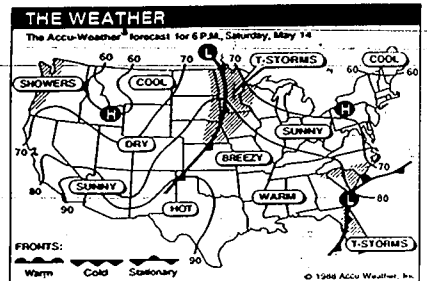 THE WEATHER
The Accu-Weather® forecast for 6 P.M., Saturday, May 14
60 60 70 L 70 T-STORMS COOL
SHOWERS COOL 60 60
H H
SUNNY
DRY
70 BREEZY 70
80 SUNNY WARM L 80
90 HOT
FRONTS:
90 T-STORMS
Warm Cold Stationary
© 1988 Accu Weather, Inc.